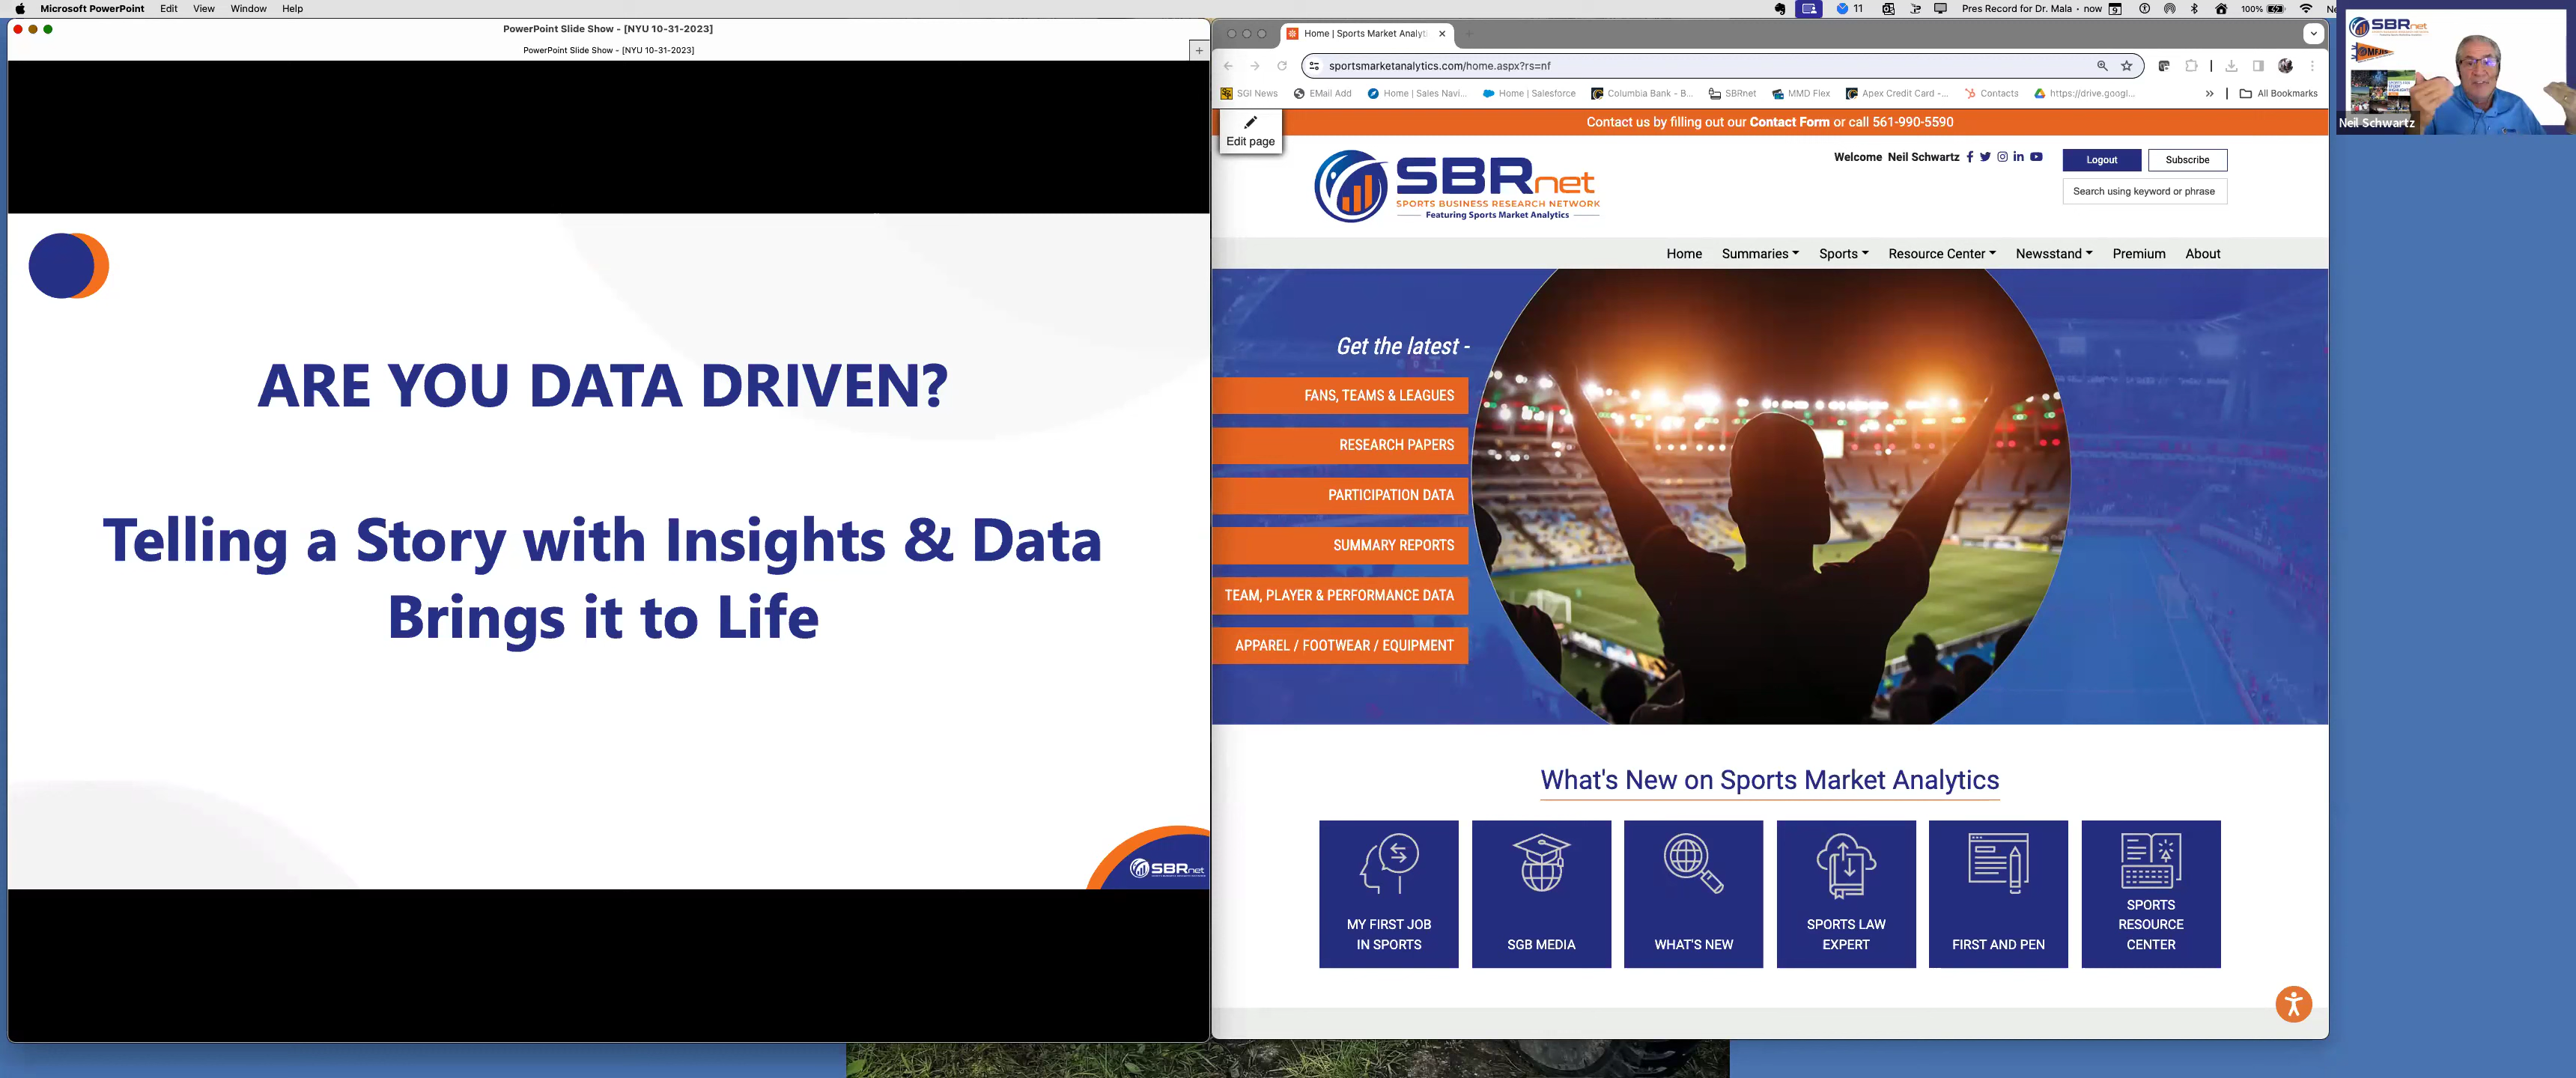 Microsoft PowerPoint Edit View Window Help
11 Pres Record for Dr. Mala • now 9 100%
PowerPoint Slide Show - [NYU 10-31-2023]
PowerPoint Slide Show - [NYU 10-31-2023]
ARE YOU DATA DRIVEN?
Telling a Story with Insights & Data
Brings it to Life
SBRnet
Home | Sports Market Analyt
sportsmarketanalytics.com/home.aspx?rs=nf
SGI News EMail Add Home | Sales Navi... Home | Salesforce Columbia Bank - B... SBRnet MMD Flex Apex Credit Card -... Contacts https://drive.googl... » All Bookmarks
Contact us by filling out our Contact Form or call 561-990-5590
Edit page
SBRnet
SPORTS BUSINESS RESEARCH NETWORK
Featuring Sports Market Analytics
Welcome Neil Schwartz
Logout Subscribe
Search using keyword or phrase
Home Summaries Sports Resource Center Newsstand Premium About
Get the latest -
FANS, TEAMS & LEAGUES
RESEARCH PAPERS
PARTICIPATION DATA
SUMMARY REPORTS
TEAM, PLAYER & PERFORMANCE DATA
APPAREL / FOOTWEAR / EQUIPMENT
What's New on Sports Market Analytics
MY FIRST JOB
IN SPORTS
SGB MEDIA
WHAT'S NEW
SPORTS LAW
EXPERT
FIRST AND PEN
SPORTS
RESOURCE
CENTER
SBRnet
Neil Schwartz